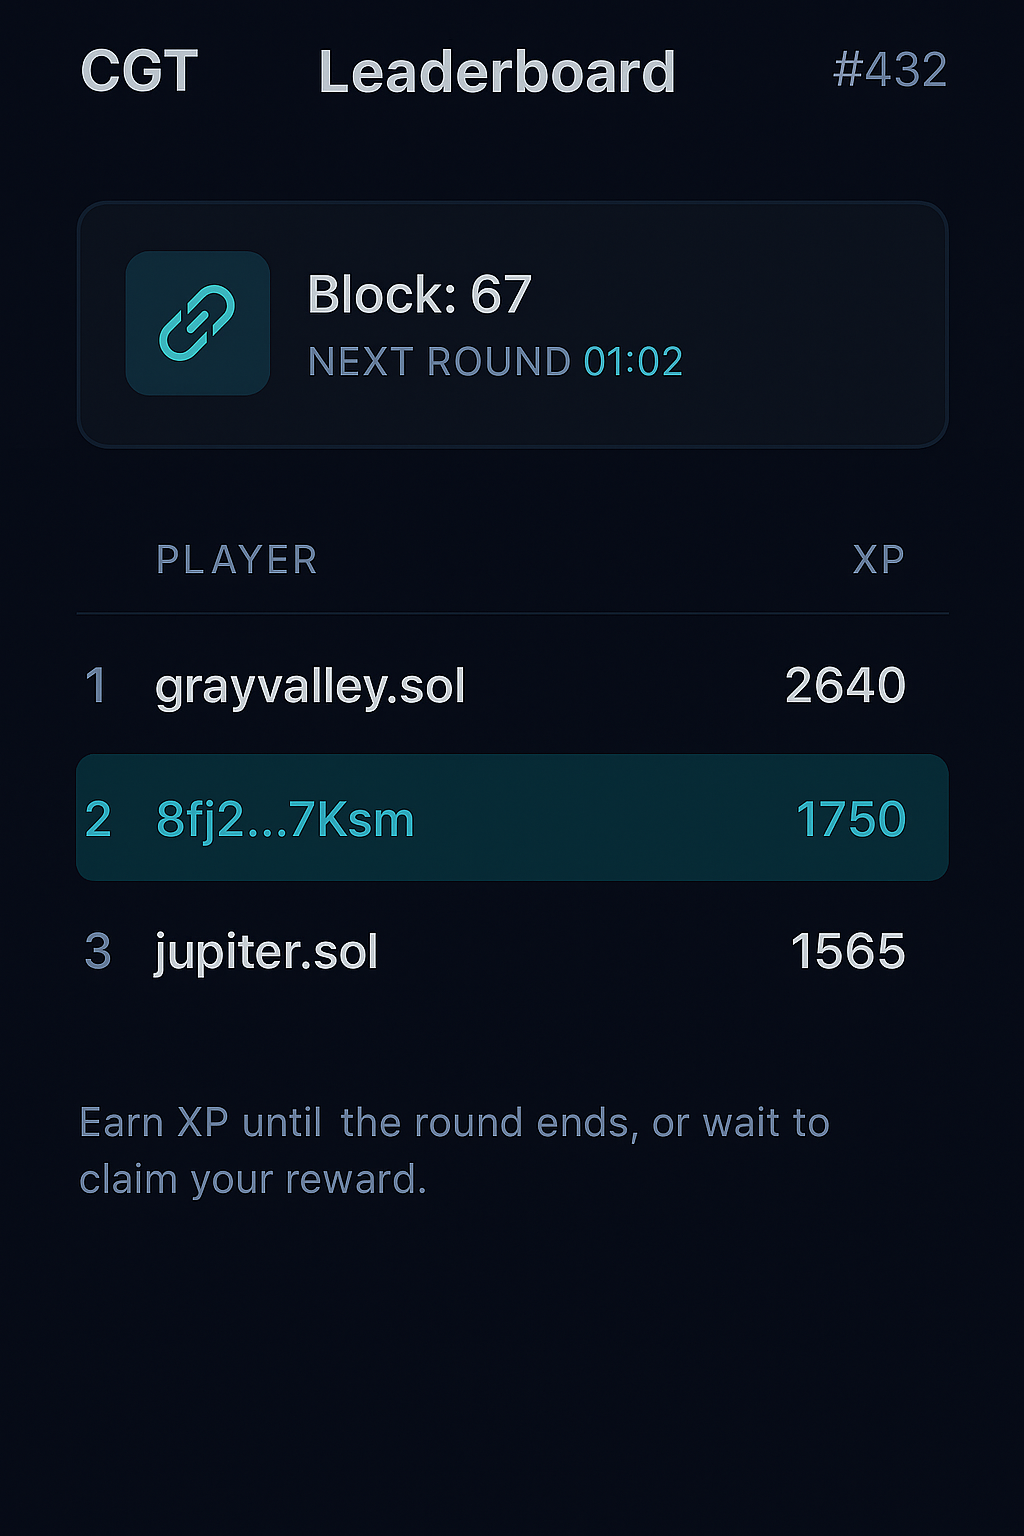 CGT Leaderboard #432
Block: 67
NEXT ROUND 01:02
PLAYER XP
1 grayvalley.sol 2640
2 8fj2...7Ksm 1750
3 jupiter.sol 1565
Earn XP until the round ends, or wait to
claim your reward.